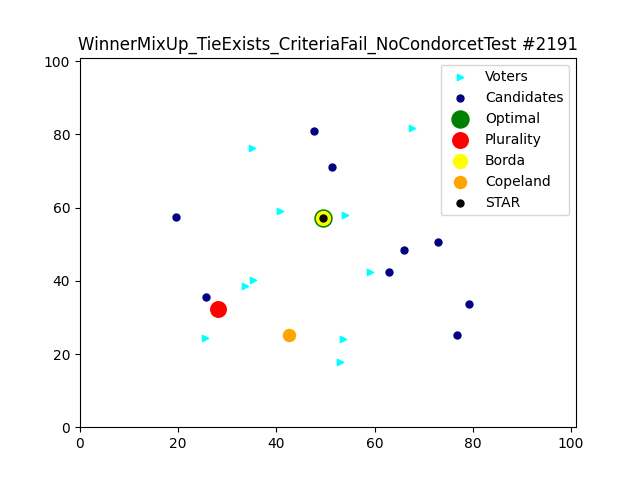 WinnerMixUp_TieExists_CriteriaFail_NoCondorcetTest #2191
100
80
60
40
20
0
0 20 40 60 80 100
Voters
Candidates
Optimal
Plurality
Borda
Copeland
STAR